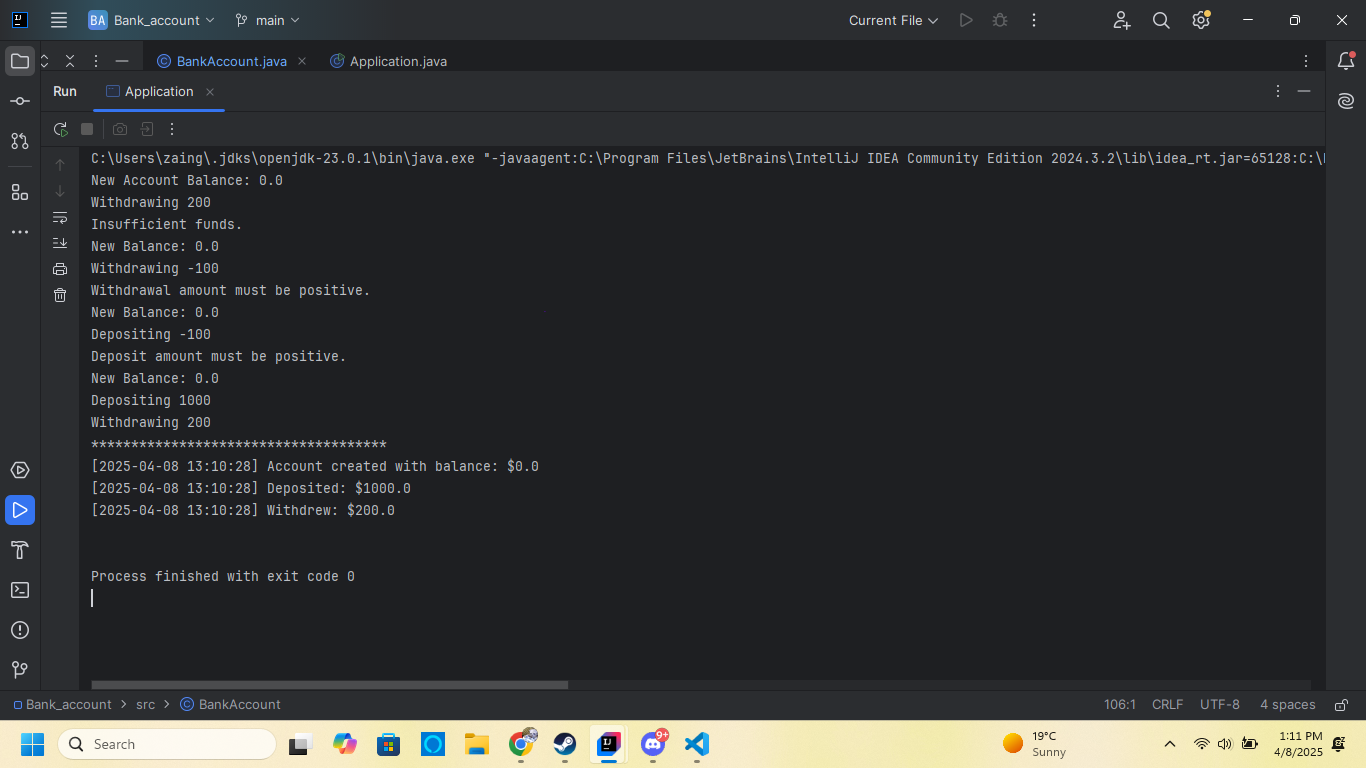 BA Bank_account main Current File
BankAccount.java Application.java
Run Application
C:\Users\zaing\.jdks\openjdk-23.0.1\bin\java.exe "-javaagent:C:\Program Files\JetBrains\IntelliJ IDEA Community Edition 2024.3.2\lib\idea_rt.jar=65128:C:\
New Account Balance: 0.0
Withdrawing 200
Insufficient funds.
New Balance: 0.0
Withdrawing -100
Withdrawal amount must be positive.
New Balance: 0.0
Depositing -100
Deposit amount must be positive.
New Balance: 0.0
Depositing 1000
Withdrawing 200
*************************************
[2025-04-08 13:10:28] Account created with balance: $0.0
[2025-04-08 13:10:28] Deposited: $1000.0
[2025-04-08 13:10:28] Withdrew: $200.0
Process finished with exit code 0
Bank_account > src > BankAccount 106:1 CRLF UTF-8 4 spaces
Search 9+ 19°C 1:11 PM
Sunny 4/8/2025